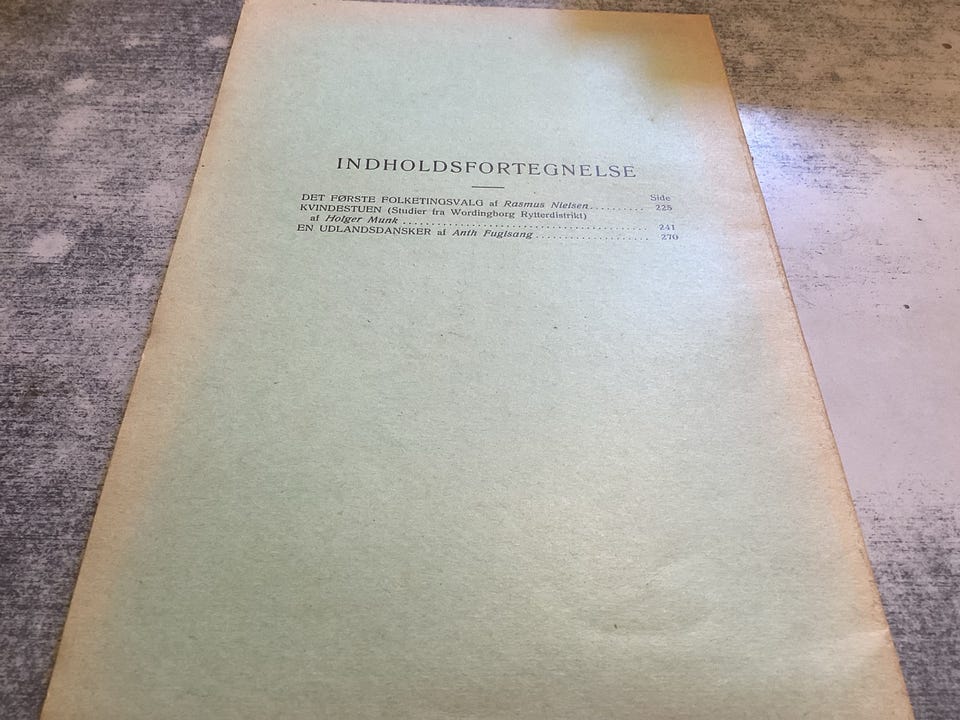 INDHOLDSFORTEGNELSE
Side
DET FØRSTE FOLKETINGSVALG af Rasmus Nielsen........... 225
KVINDESTUEN (Studier fra Wordingborg Rytterdistrikt)
af Holger Munk ............................................... 241
EN UDLANDSDANSKER af Anth Fuglsang...................... 270